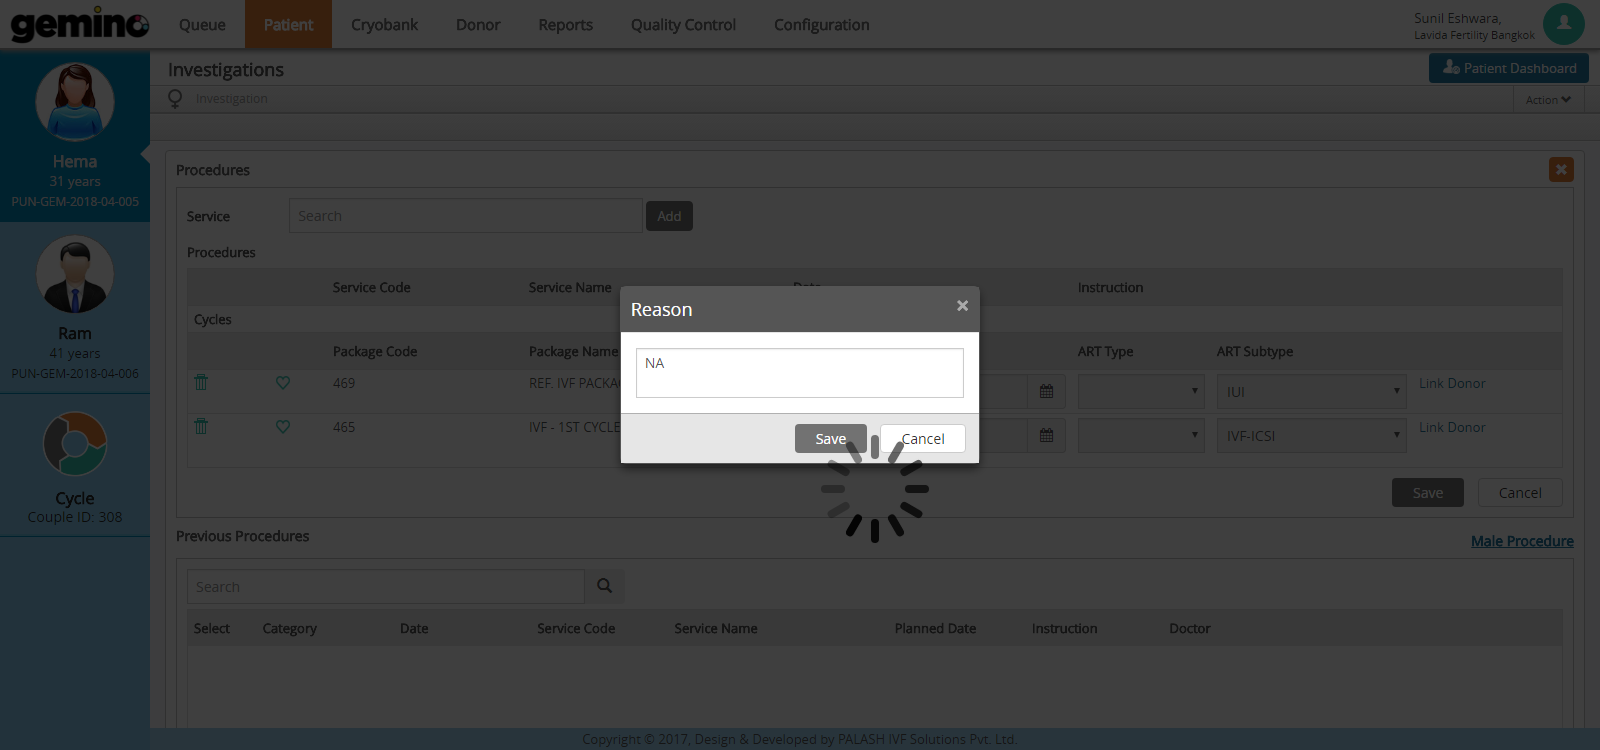 gemino Queue Patient Cryobank Donor Reports Quality Control Configuration
Sunil Eshwara,
Lavida Fertility Bangkok
Investigations
Patient Dashboard
Investigation
Action
Hema
31 years
PUN-GEM-2018-04-005
Ram
41 years
PUN-GEM-2018-04-006
Cycle
Couple ID: 308
Procedures
Service Search Add
Procedures
Service Code Service Name Date Instruction
Cycles
Package Code Package Name ART Type ART Subtype
469 REF. IVF PACKA IUI Link Donor
465 IVF - 1ST CYCLE IVF-ICSI Link Donor
Reason ×
NA
Save Cancel
Save Cancel
Previous Procedures
Male Procedure
Search
Select Category Date Service Code Service Name Planned Date Instruction Doctor
Copyright © 2017, Design & Developed by PALASH IVF Solutions Pvt. Ltd.